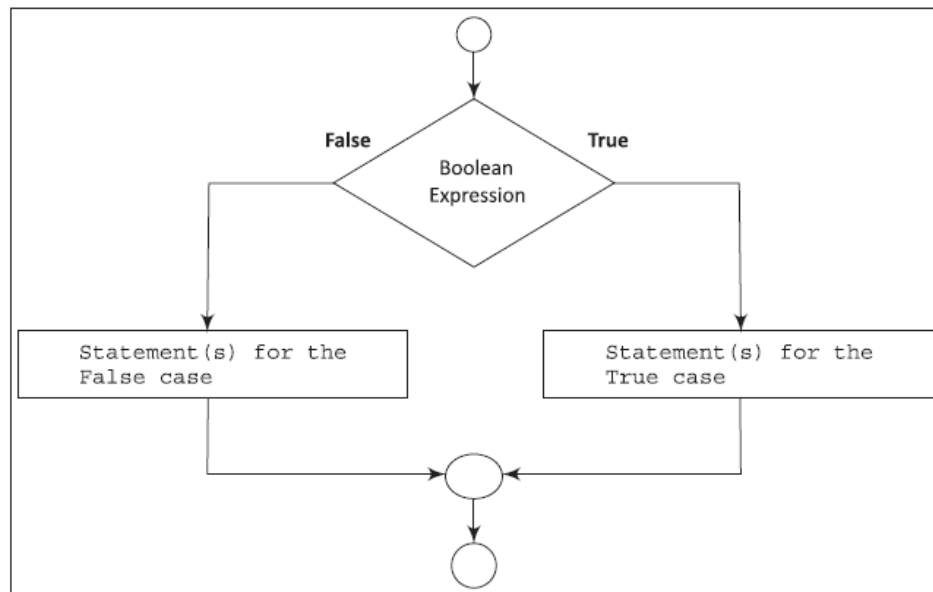 False
True
Boolean
Expression
Statement(s) for the
False case
Statement(s) for the
True case